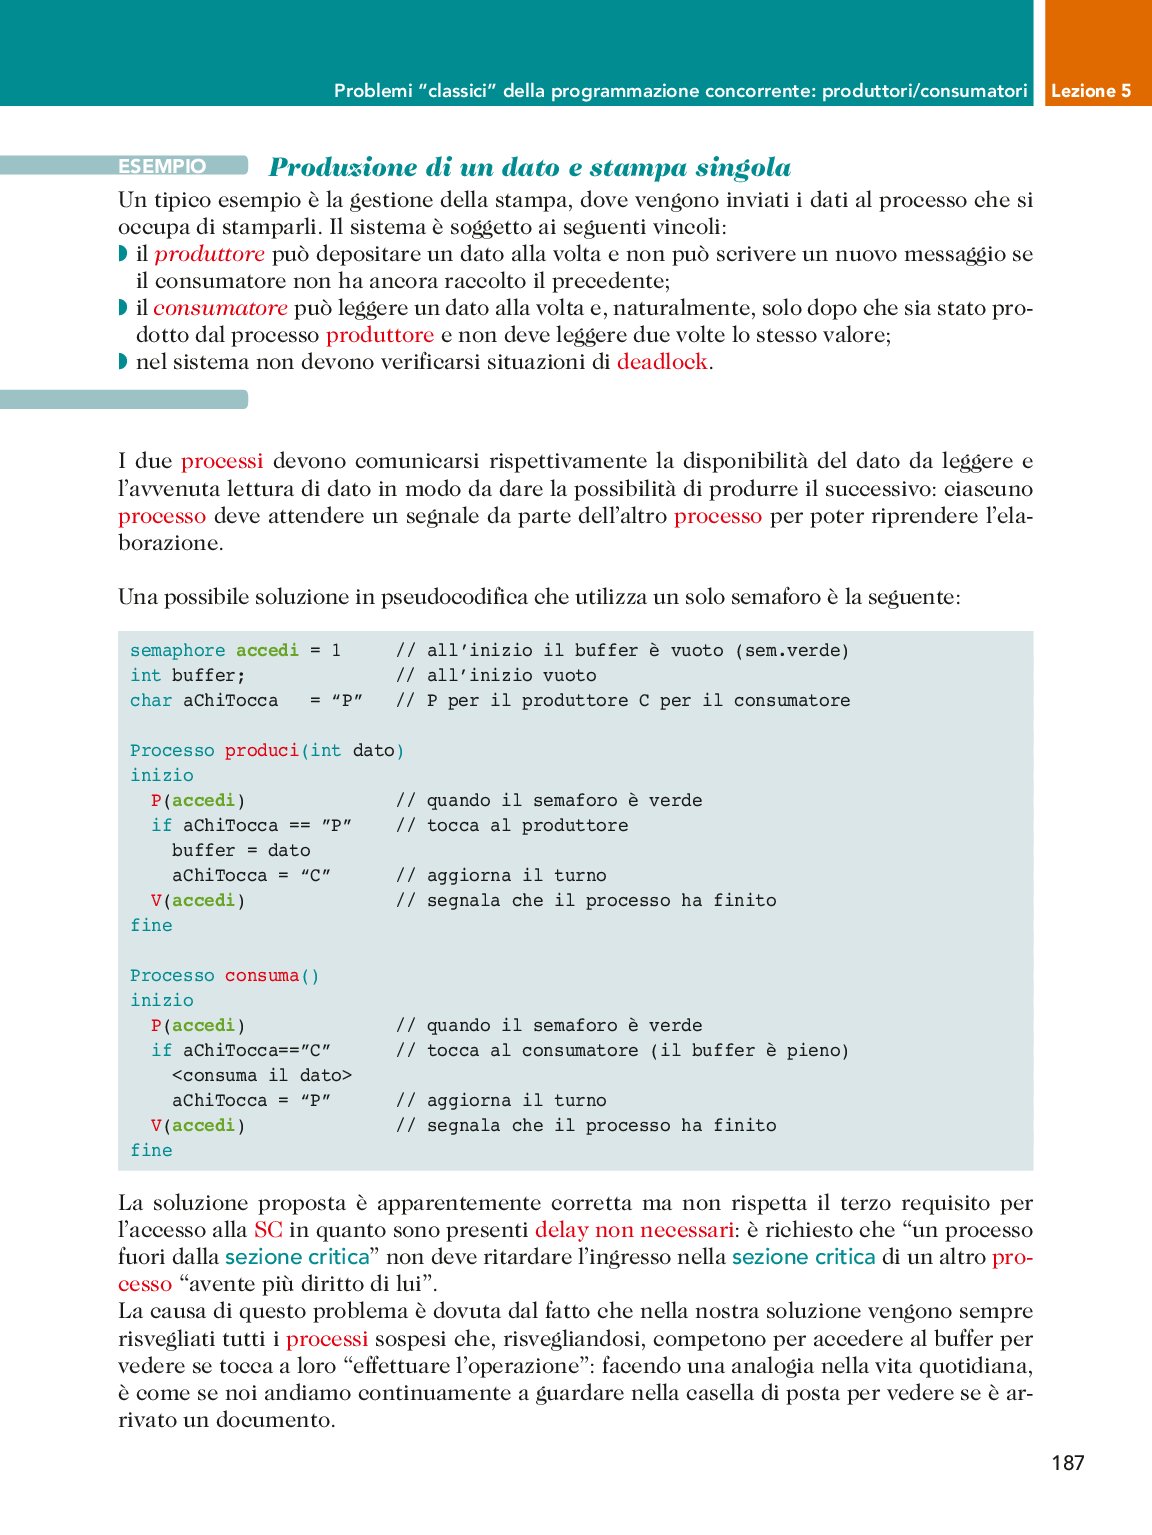 Problemi “classici” della programmazione concorrente: produttori/consumatori Lezione 5
ESEMPIO Produzione di un dato e stampa singola
Un tipico esempio è la gestione della stampa, dove vengono inviati i dati al processo che si
occupa di stamparli. Il sistema è soggetto ai seguenti vincoli:
◗ il produttore può depositare un dato alla volta e non può scrivere un nuovo messaggio se
il consumatore non ha ancora raccolto il precedente;
◗ il consumatore può leggere un dato alla volta e, naturalmente, solo dopo che sia stato pro-
dotto dal processo produttore e non deve leggere due volte lo stesso valore;
◗ nel sistema non devono verificarsi situazioni di deadlock.
I due processi devono comunicarsi rispettivamente la disponibilità del dato da leggere e
l’avvenuta lettura di dato in modo da dare la possibilità di produrre il successivo: ciascuno
processo deve attendere un segnale da parte dell’altro processo per poter riprendere l’ela-
borazione.
Una possibile soluzione in pseudocodifica che utilizza un solo semaforo è la seguente:
semaphore accedi = 1 // all’inizio il buffer è vuoto (sem.verde)
int buffer; // all’inizio vuoto
char aChiTocca = “P” // P per il produttore C per il consumatore
Processo produci(int dato)
inizio
P(accedi) // quando il semaforo è verde
if aChiTocca == ”P” // tocca al produttore
buffer = dato
aChiTocca = “C” // aggiorna il turno
V(accedi) // segnala che il processo ha finito
fine
Processo consuma()
inizio
P(accedi) // quando il semaforo è verde
if aChiTocca==”C” // tocca al consumatore (il buffer è pieno)
<consuma il dato>
aChiTocca = “P” // aggiorna il turno
V(accedi) // segnala che il processo ha finito
fine
La soluzione proposta è apparentemente corretta ma non rispetta il terzo requisito per
l’accesso alla SC in quanto sono presenti delay non necessari: è richiesto che “un processo
fuori dalla sezione critica” non deve ritardare l’ingresso nella sezione critica di un altro pro-
cesso “avente più diritto di lui”.
La causa di questo problema è dovuta dal fatto che nella nostra soluzione vengono sempre
risvegliati tutti i processi sospesi che, risvegliandosi, competono per accedere al buffer per
vedere se tocca a loro “effettuare l’operazione”: facendo una analogia nella vita quotidiana,
è come se noi andiamo continuamente a guardare nella casella di posta per vedere se è ar-
rivato un documento.
187